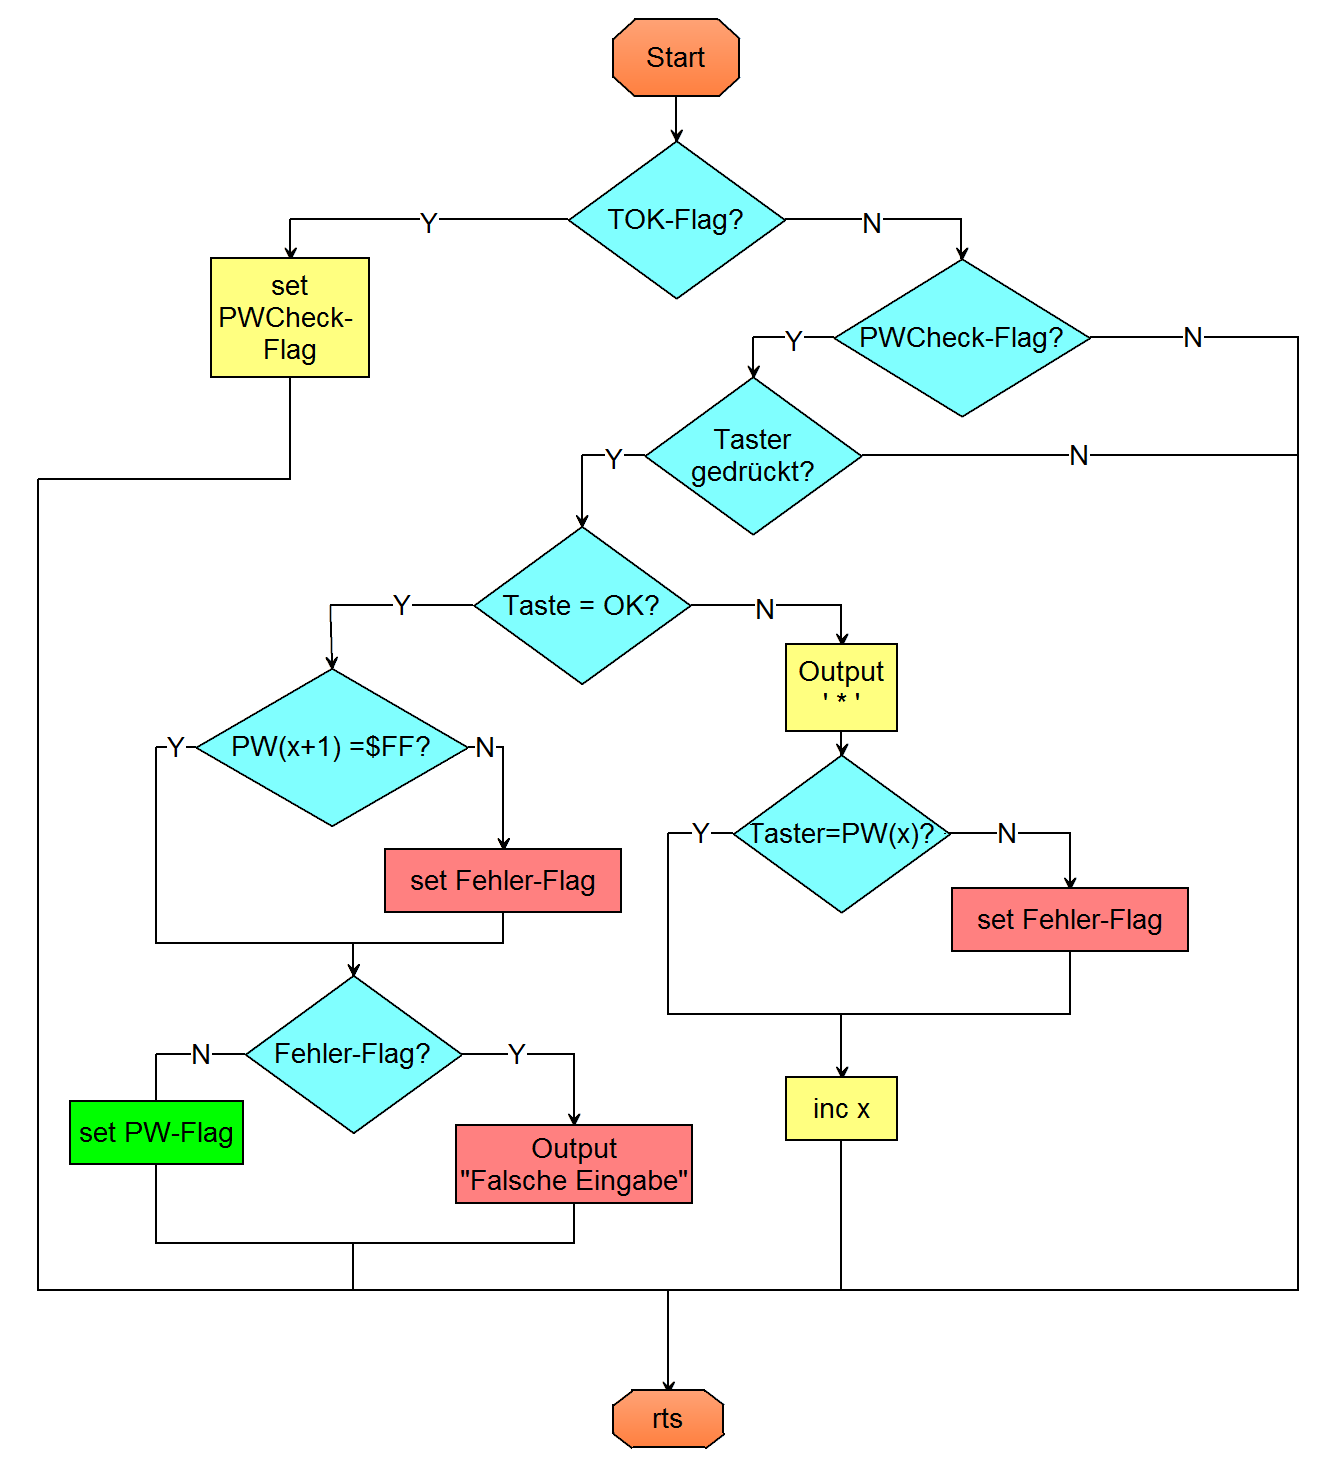 Start
TOK-Flag?
Y
N
set
PWCheck-
Flag
PWCheck-Flag?
Y
N
Taster
gedrückt?
Y
N
Taste = OK?
Y
N
Output
' * '
PW(x+1) =$FF?
Y
N
Taster=PW(x)?
Y
N
set Fehler-Flag
set Fehler-Flag
Fehler-Flag?
N
Y
set PW-Flag
Output
"Falsche Eingabe"
inc x
rts